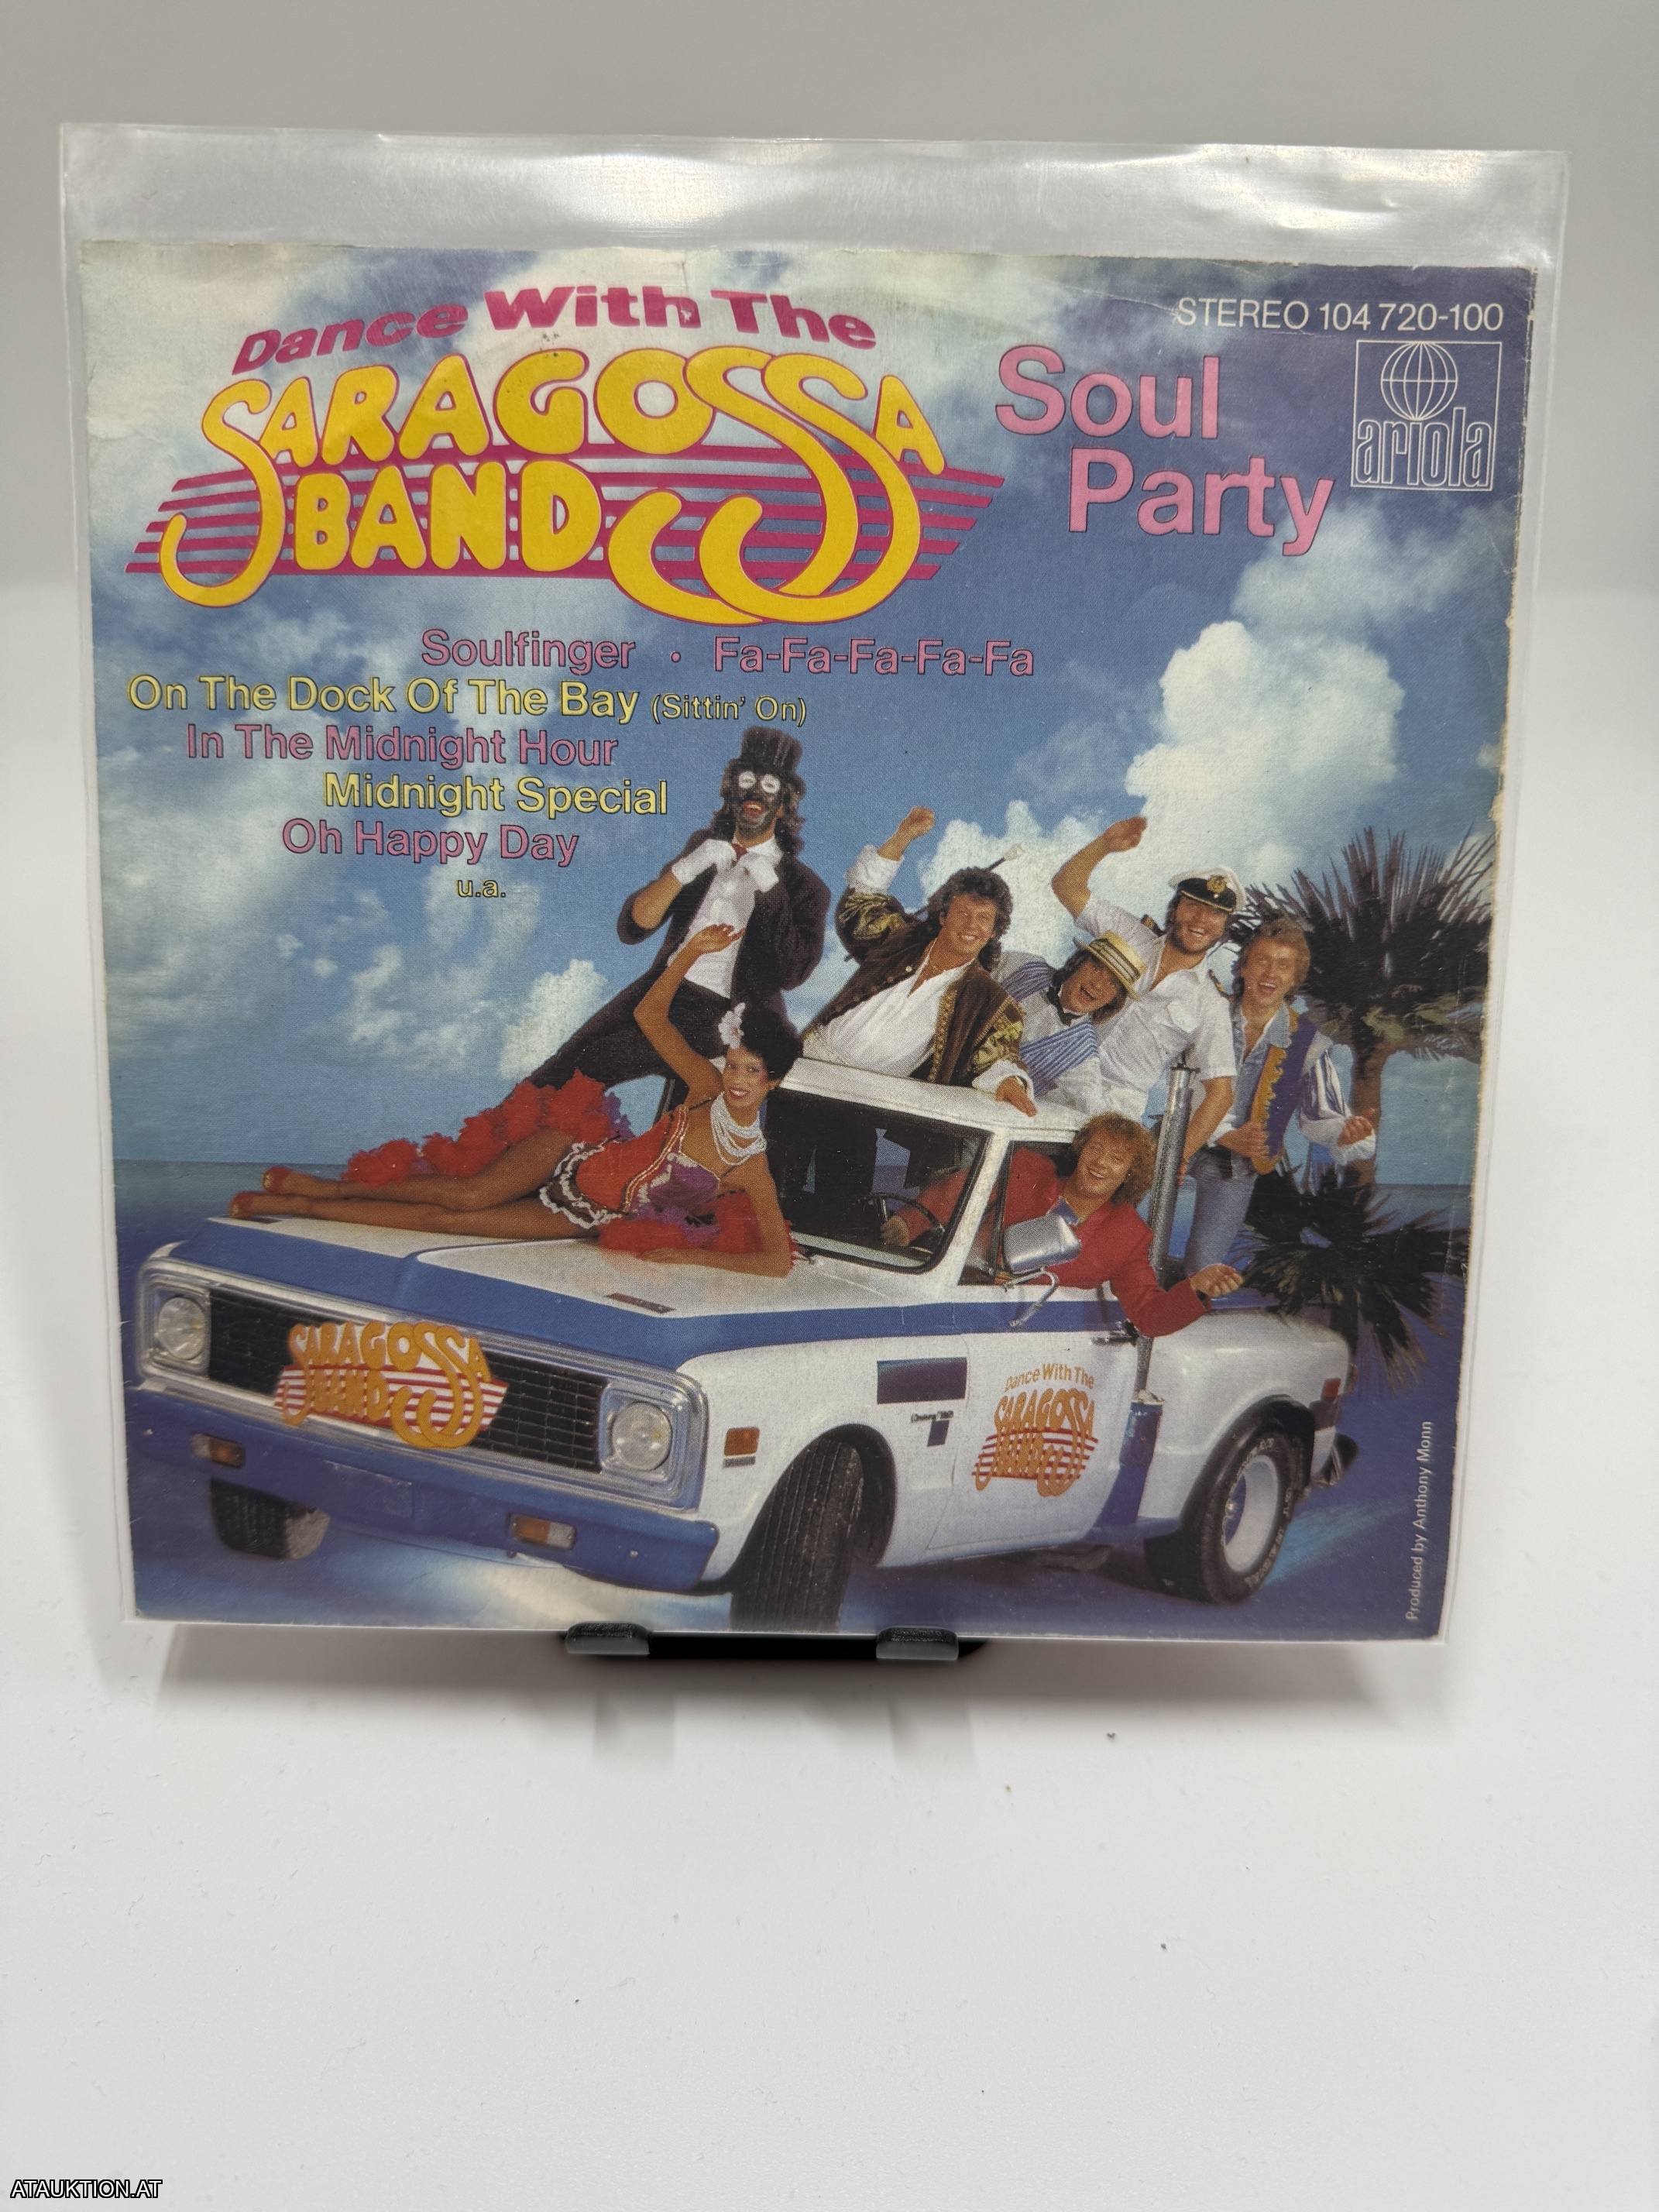 Dance With The
SARAGOSSA
BAND
STEREO 104 720-100
ariola
Soul
Party
Soulfinger · Fa-Fa-Fa-Fa-Fa
On The Dock Of The Bay (Sittin' On)
In The Midnight Hour
Midnight Special
Oh Happy Day
u.a.
SARAGOSSA
BAND
Dance With The
SARAGOSSA
BAND
Produced by Anthony Monn
ATAUKTION.AT